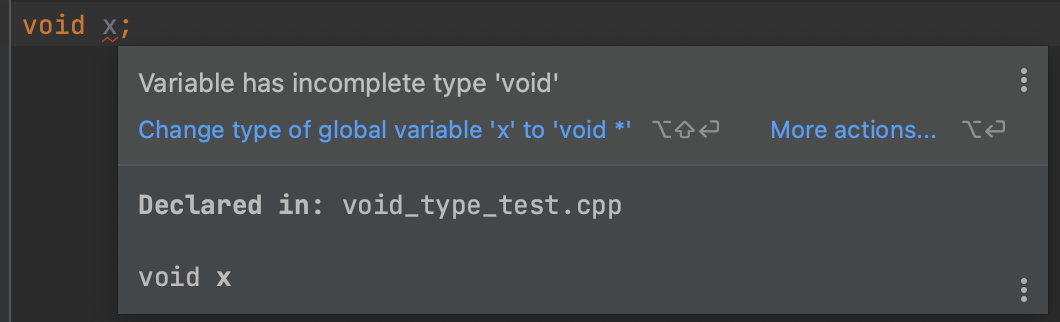 void x;
Variable has incomplete type 'void'
Change type of global variable 'x' to 'void *' ⌥⇧⏎ More actions... ⌥⏎
Declared in: void_type_test.cpp
void x